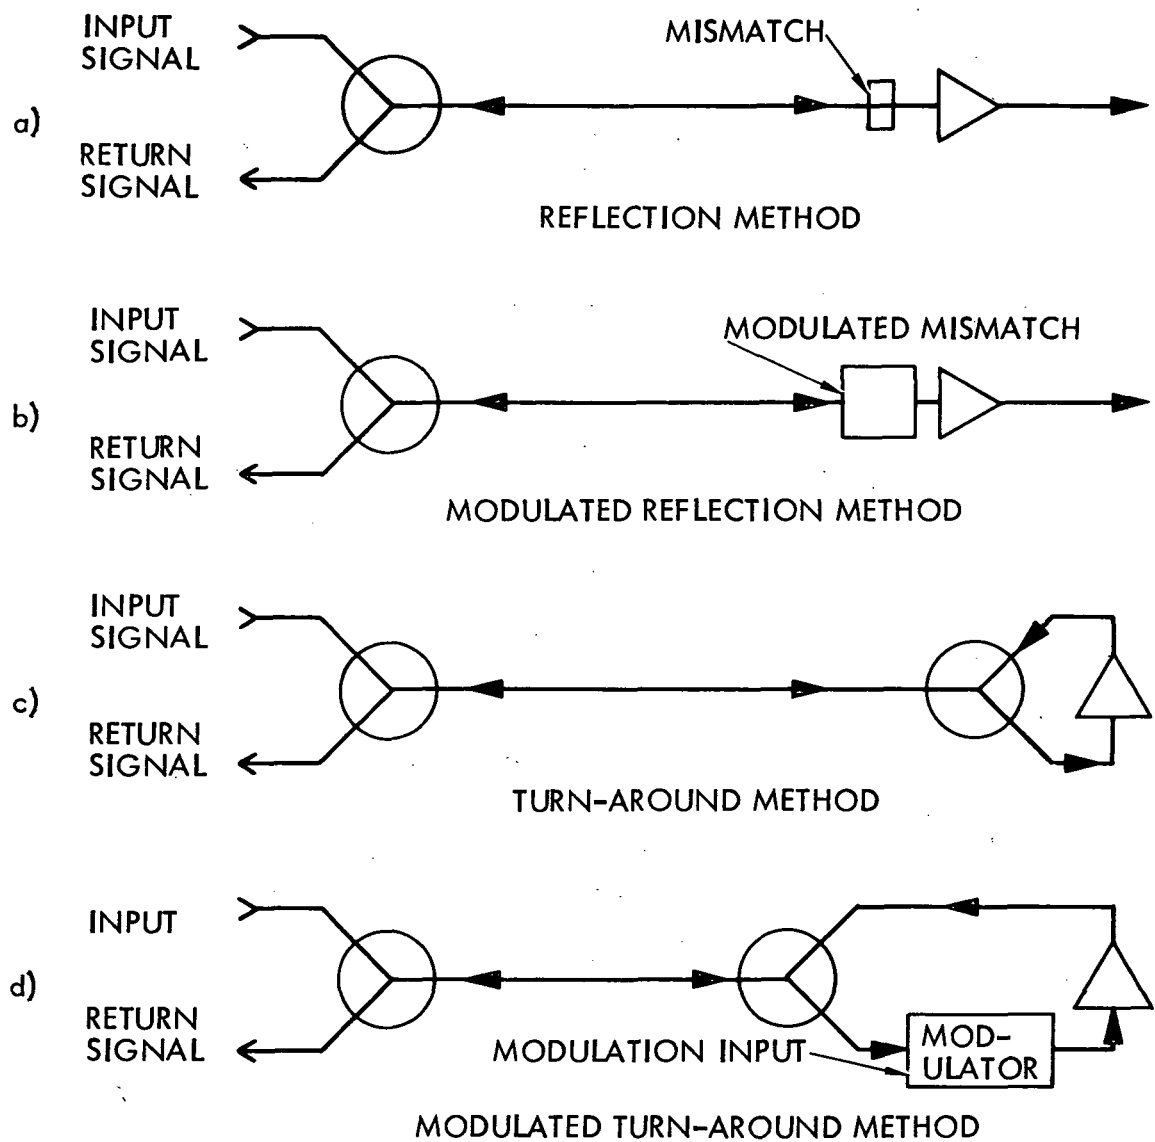 INPUT
SIGNAL
MISMATCH
a)
RETURN
SIGNAL
REFLECTION METHOD
INPUT
SIGNAL
MODULATED MISMATCH
b)
RETURN
SIGNAL
MODULATED REFLECTION METHOD
INPUT
SIGNAL
c)
RETURN
SIGNAL
TURN-AROUND METHOD
INPUT
d)
RETURN
SIGNAL
MODULATION INPUT
MOD-
ULATOR
MODULATED TURN-AROUND METHOD